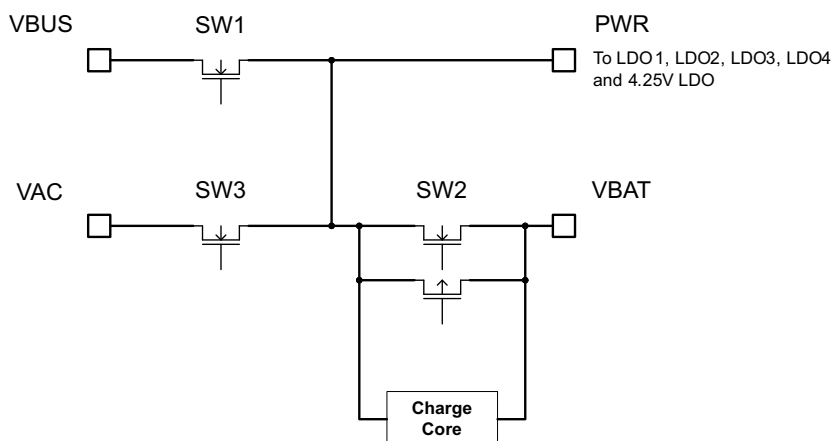 VBUS
SW1
PWR
To LDO1, LDO2, LDO3, LDO4
and 4.25V LDO
VAC
SW3
SW2
VBAT
Charge
Core